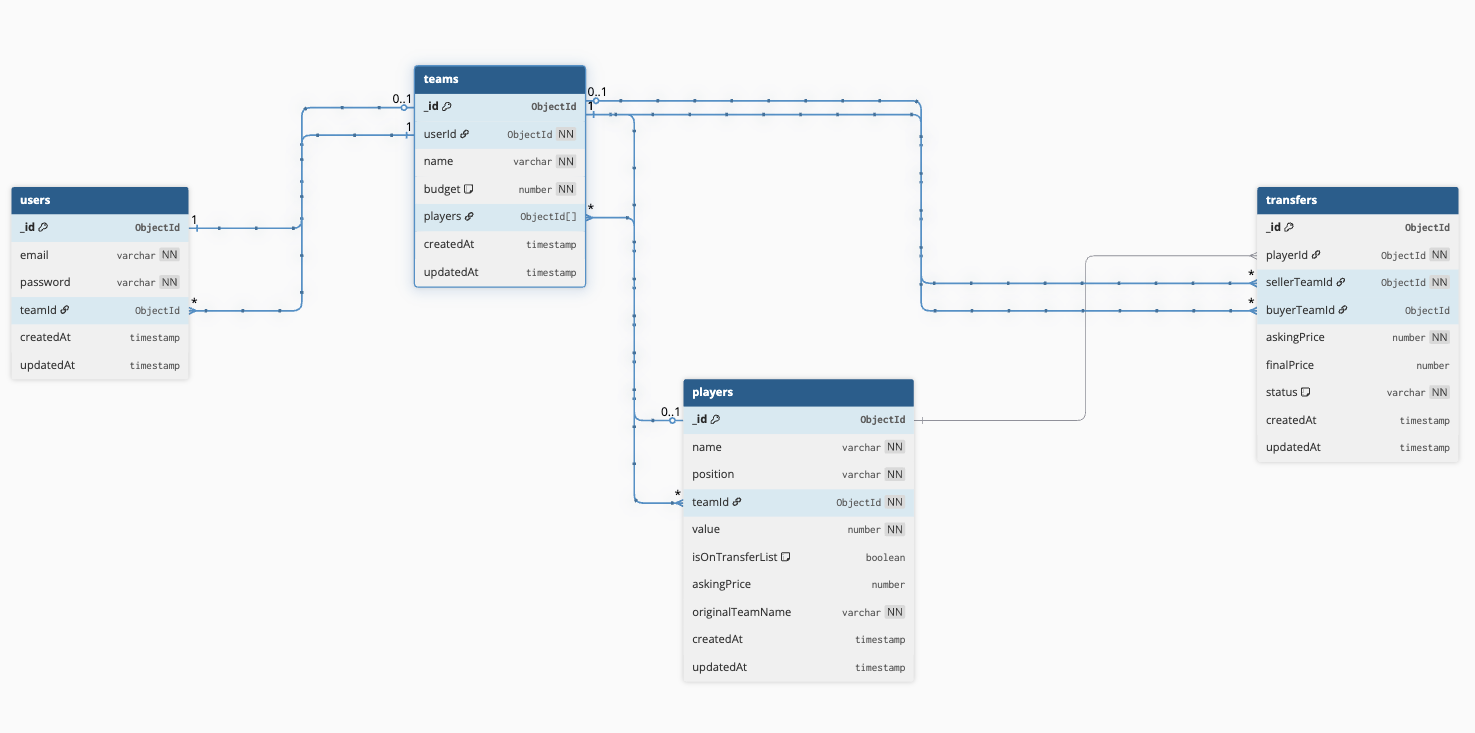 teams
_id ObjectId
userId ObjectId NN
name varchar NN
budget number NN
players ObjectId[]
createdAt timestamp
updatedAt timestamp
0..1
1
0..1
1
*
users
_id ObjectId
email varchar NN
password varchar NN
teamId ObjectId
createdAt timestamp
updatedAt timestamp
1
*
transfers
_id ObjectId
playerId ObjectId NN
sellerTeamId ObjectId NN
buyerTeamId ObjectId
askingPrice number NN
finalPrice number
status varchar NN
createdAt timestamp
updatedAt timestamp
*
*
players
_id ObjectId
name varchar NN
position varchar NN
teamId ObjectId NN
value number NN
isOnTransferList boolean
askingPrice number
originalTeamName varchar NN
createdAt timestamp
updatedAt timestamp
0..1
*